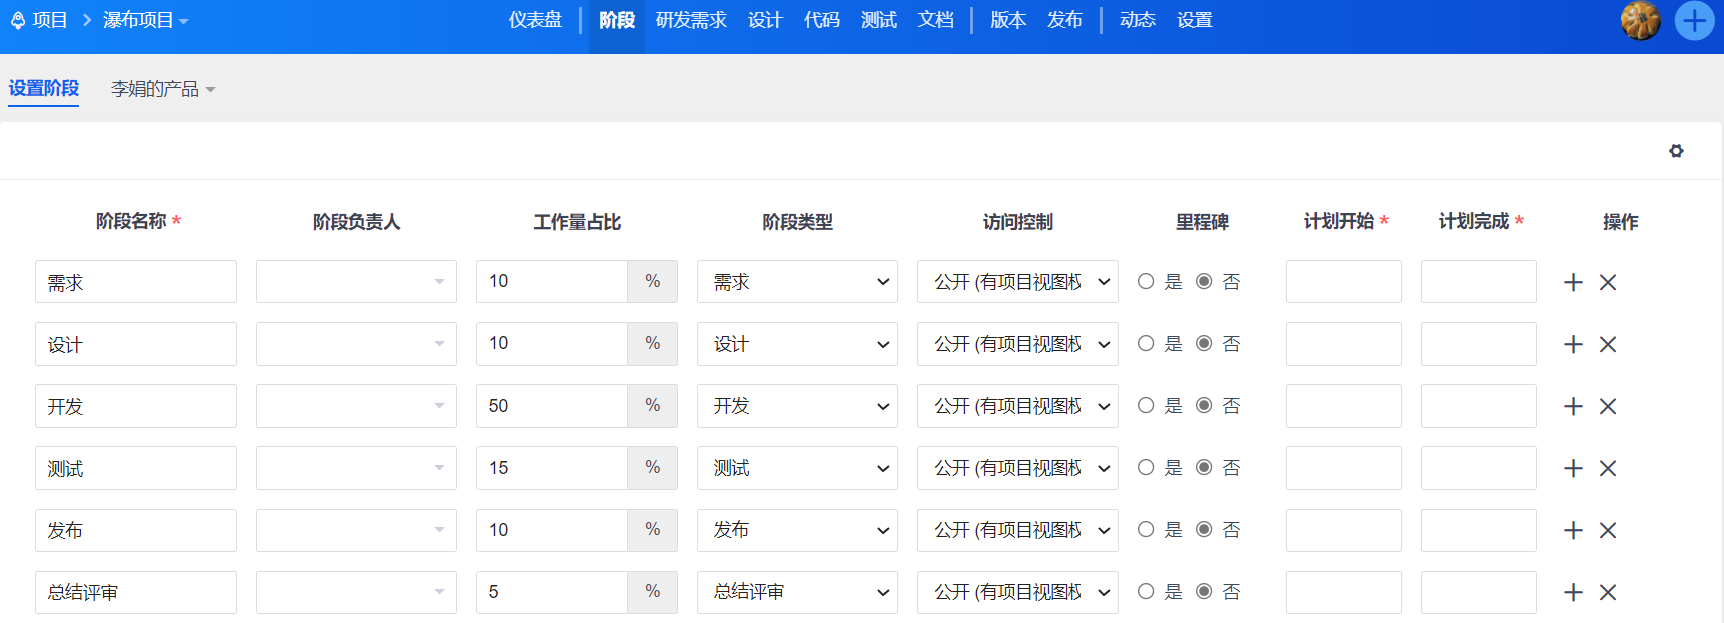 项目 瀑布项目 仪表盘 阶段 研发需求 设计 代码 测试 文档 版本 发布 动态 设置
设置阶段 李娟的产品
阶段名称 * 阶段负责人 工作量占比 阶段类型 访问控制 里程碑 计划开始 * 计划完成 * 操作
需求 10 % 需求 公开 (有项目视图权 是 否
设计 10 % 设计 公开 (有项目视图权 是 否
开发 50 % 开发 公开 (有项目视图权 是 否
测试 15 % 测试 公开 (有项目视图权 是 否
发布 10 % 发布 公开 (有项目视图权 是 否
总结评审 5 % 总结评审 公开 (有项目视图权 是 否